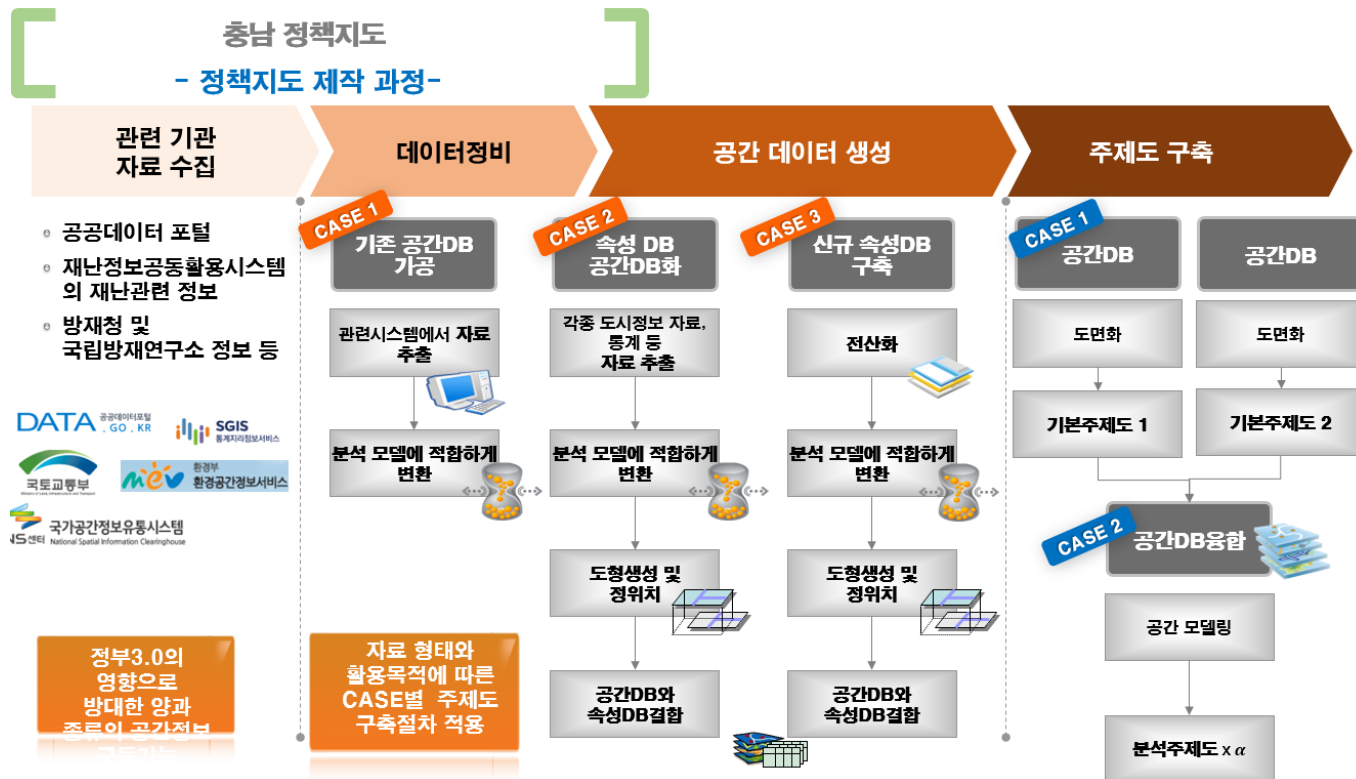 충남 정책지도
- 정책지도 제작 과정-
관련 기관
자료 수집
데이터정비
공간 데이터 생성
주제도 구축
공공데이터 포털
재난정보공동활용시스템
의 재난관련 정보
방재청 및
국립방재연구소 정보 등
DATA 공공데이터포털
.GO.KR
SGIS
통계지리정보서비스
국토교통부
Ministry of Land, Infrastructure and Transport
mev 환경부
환경공간정보서비스
NS센터 국가공간정보유통시스템
National Spatial Information Clearinghouse
정부3.0의
영향으로
방대한 양과
종류의 공간정보
CASE 1
기존 공간DB
가공
관련시스템에서 자료
추출
분석 모델에 적합하게
변환
자료 형태와
활용목적에 따른
CASE별 주제도
구축절차 적용
CASE 2
속성 DB
공간DB화
각종 도시정보 자료,
통계 등
자료 추출
분석 모델에 적합하게
변환
도형생성 및
정위치
공간DB와
속성DB결합
CASE 3
신규 속성DB
구축
전산화
분석 모델에 적합하게
변환
도형생성 및
정위치
공간DB와
속성DB결합
CASE 1
공간DB
공간DB
도면화
도면화
기본주제도 1
기본주제도 2
CASE 2
공간DB융합
공간 모델링
분석주제도 x α